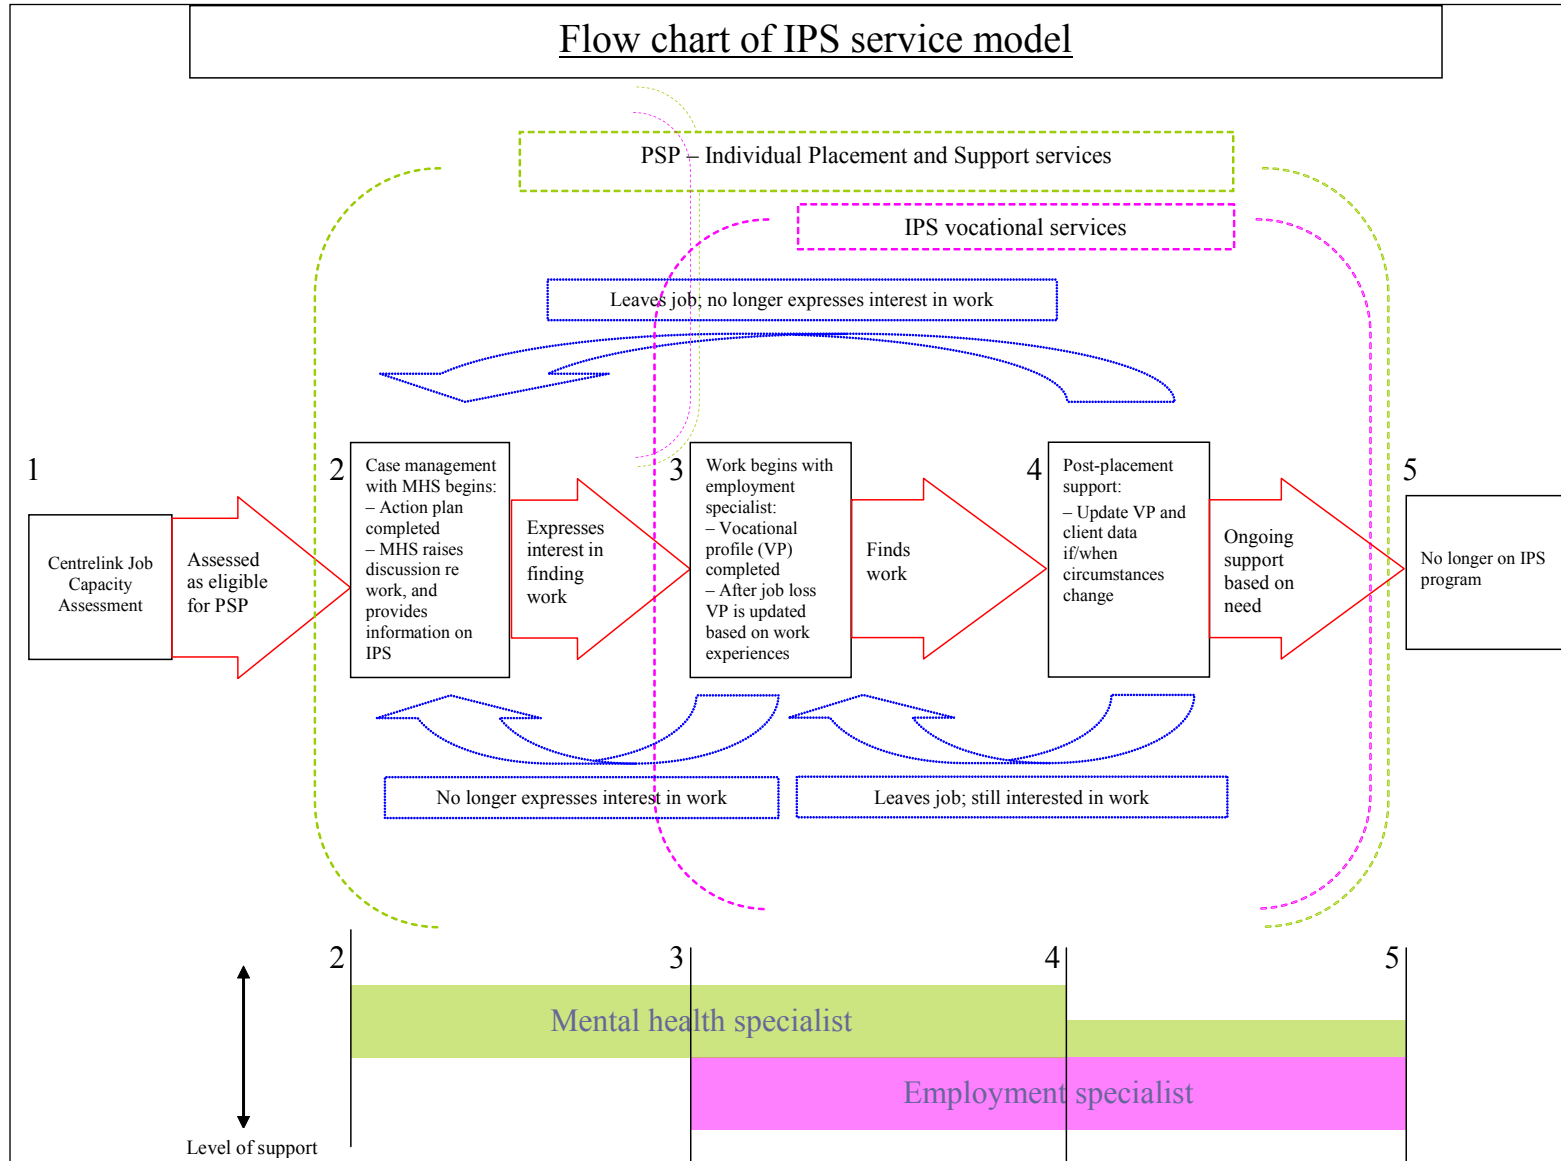 Flow chart of IPS service model
PSP – Individual Placement and Support services
IPS vocational services
Leaves job; no longer expresses interest in work
1
Centrelink Job
Capacity
Assessment
Assessed
as eligible
for PSP
2
Case management
with MHS begins:
– Action plan
completed
– MHS raises
discussion re
work, and
provides
information on
IPS
Expresses
interest in
finding
work
3
Work begins with
employment
specialist:
– Vocational
profile (VP)
completed
– After job loss
VP is updated
based on work
experiences
Finds
work
4
Post-placement
support:
– Update VP and
client data
if/when
circumstances
change
Ongoing
support
based on
need
5
No longer on IPS
program
No longer expresses interest in work
Leaves job; still interested in work
2
3
4
5
Mental health specialist
Employment specialist
Level of support